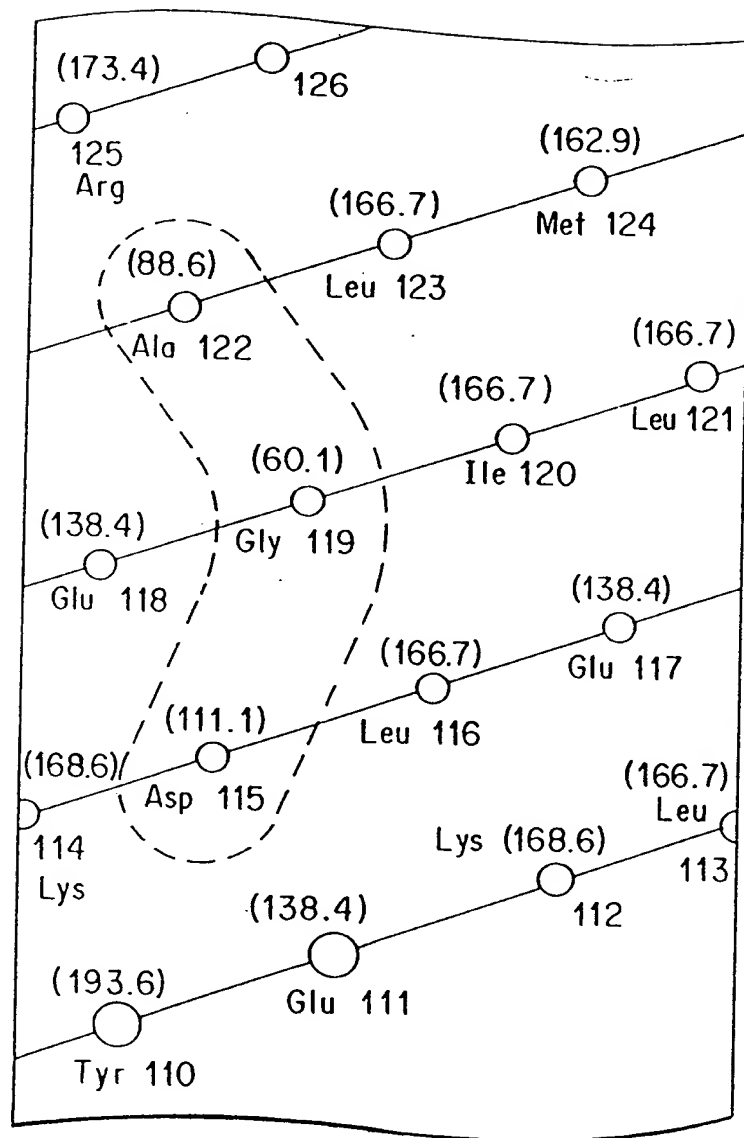 (173.4)
126
125
Arg
(162.9)
Met 124
(166.7)
Leu 123
(88.6)
Ala 122
(166.7)
Leu 121
(166.7)
Ile 120
(60.1)
Gly 119
(138.4)
Glu 118
(138.4)
Glu 117
(166.7)
Leu 116
(111.1)
Asp 115
(168.6)
114
Lys
(166.7)
Leu
113
Lys (168.6)
112
(138.4)
Glu 111
(193.6)
Tyr 110